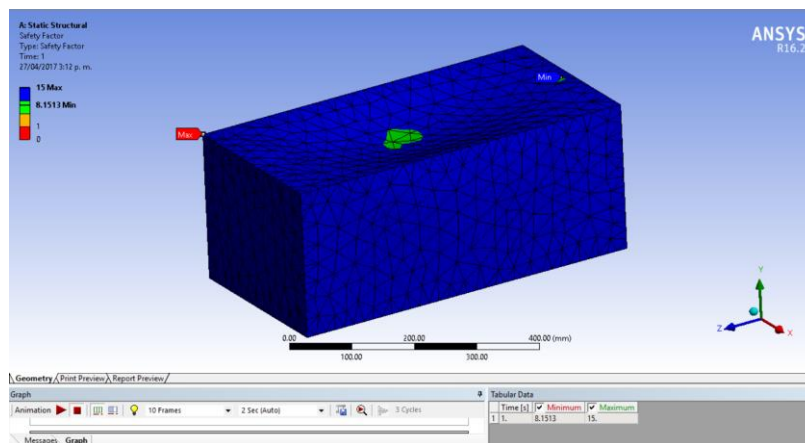 A: Static Structural
Safety Factor
Type: Safety Factor
Time: 1
27/04/2017 3:12 p. m.
15 Max
8.1513 Min
1
0
ANSYS
R16.2
Min
Max
0.00 200.00 400.00 (mm)
100.00 300.00
Y
Z X
Geometry Print Preview Report Preview
Graph Tabular Data
Animation 10 Frames 2 Sec (Auto) 3 Cycles
Time [s] Minimum Maximum
1 1. 8.1513 15.
Messages Graph